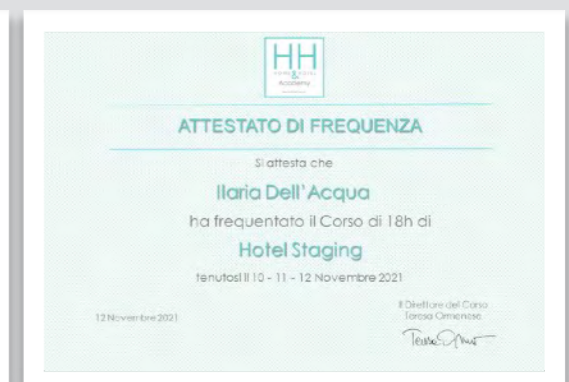 HH
&
Academy
ATTESTATO DI FREQUENZA
Si attesta che
Ilaria Dell'Acqua
ha frequentato il Corso di 18h di
Hotel Staging
tenutosi il 10 - 11 - 12 Novembre 2021
Il Direttore del Corso
Teresa Ormenese
12 Novembre 2021